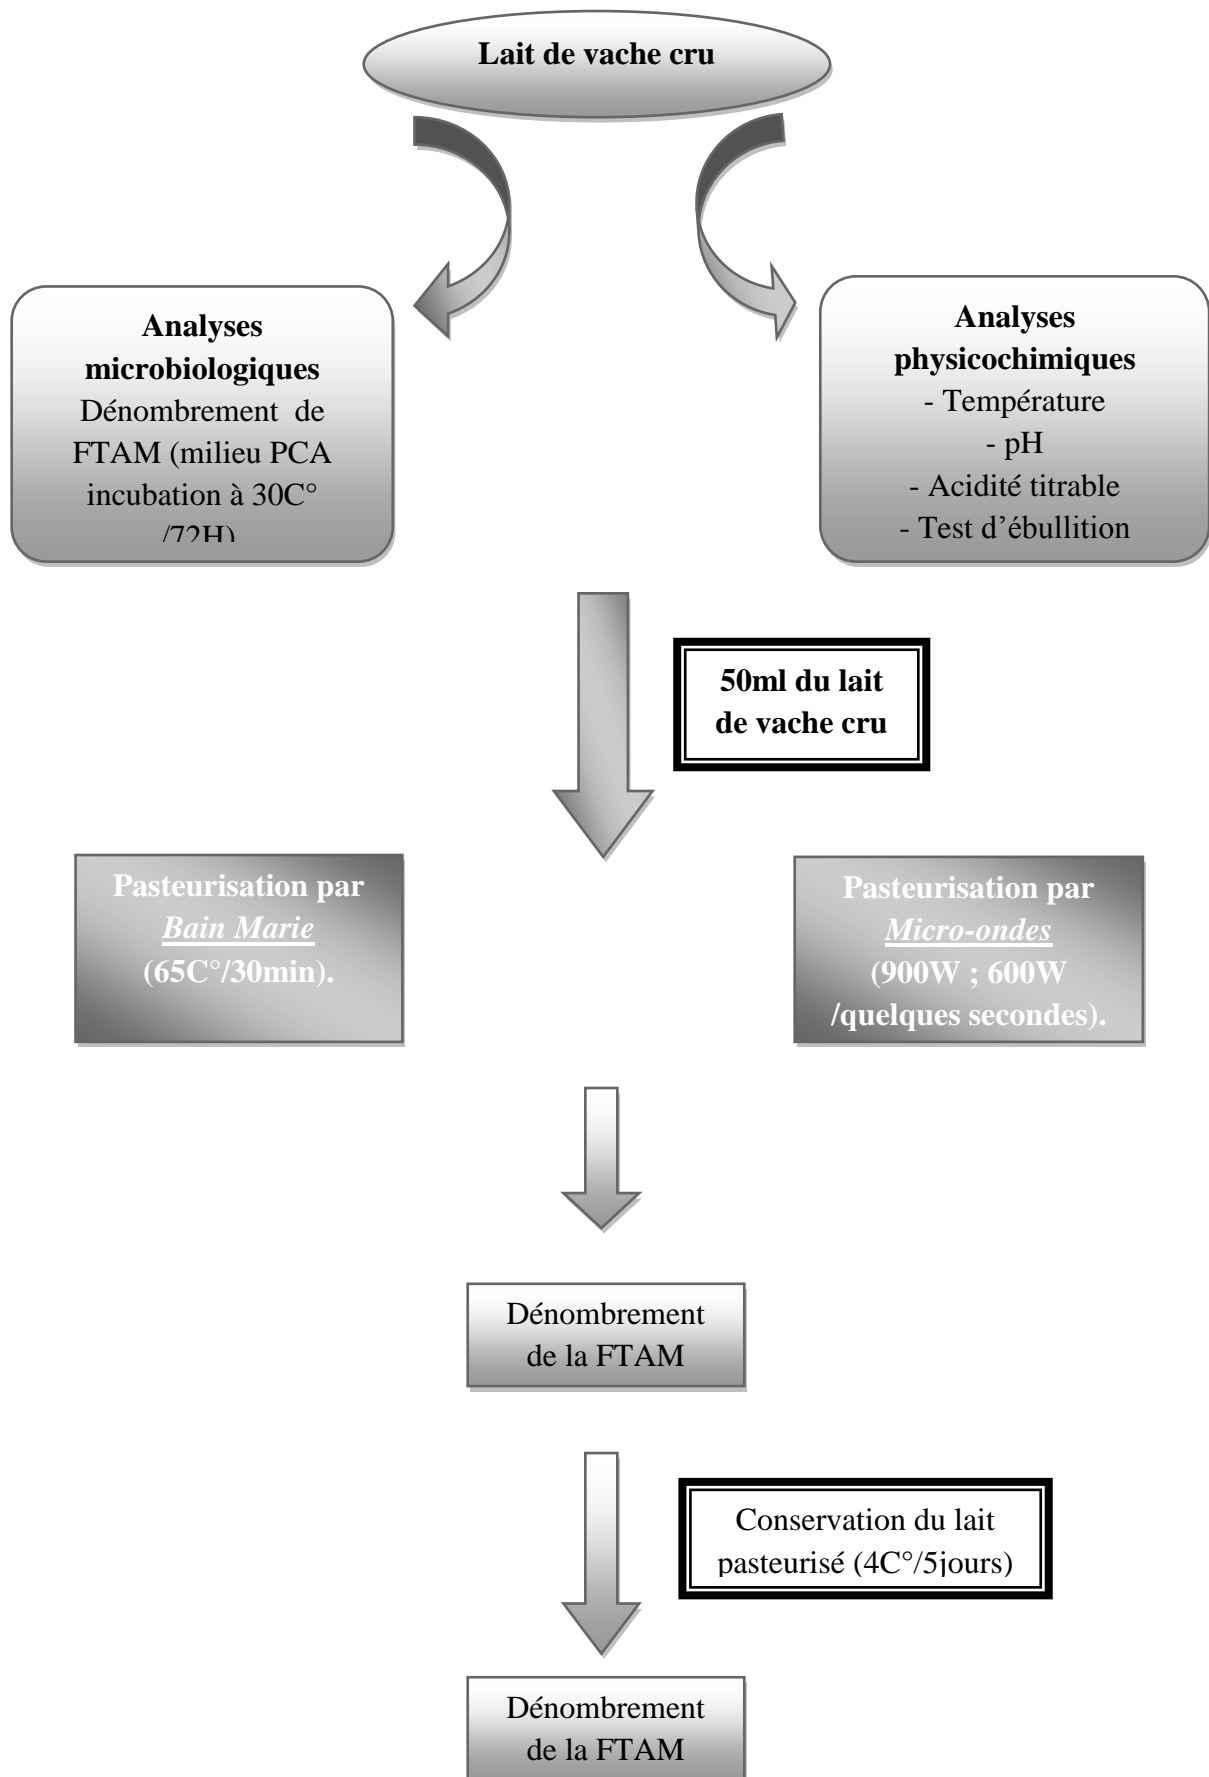 Lait de vache cru
Analyses
microbiologiques
Dénombrement de
FTAM (milieu PCA
incubation à 30C°
/72H)
Analyses
physicochimiques
- Température
- pH
- Acidité titrable
- Test d’ébullition
50ml du lait
de vache cru
Pasteurisation par
Bain Marie
(65C°/30min).
Pasteurisation par
Micro-ondes
(900W ; 600W
/quelques secondes).
Dénombrement
de la FTAM
Conservation du lait
pasteurisé (4C°/5jours)
Dénombrement
de la FTAM